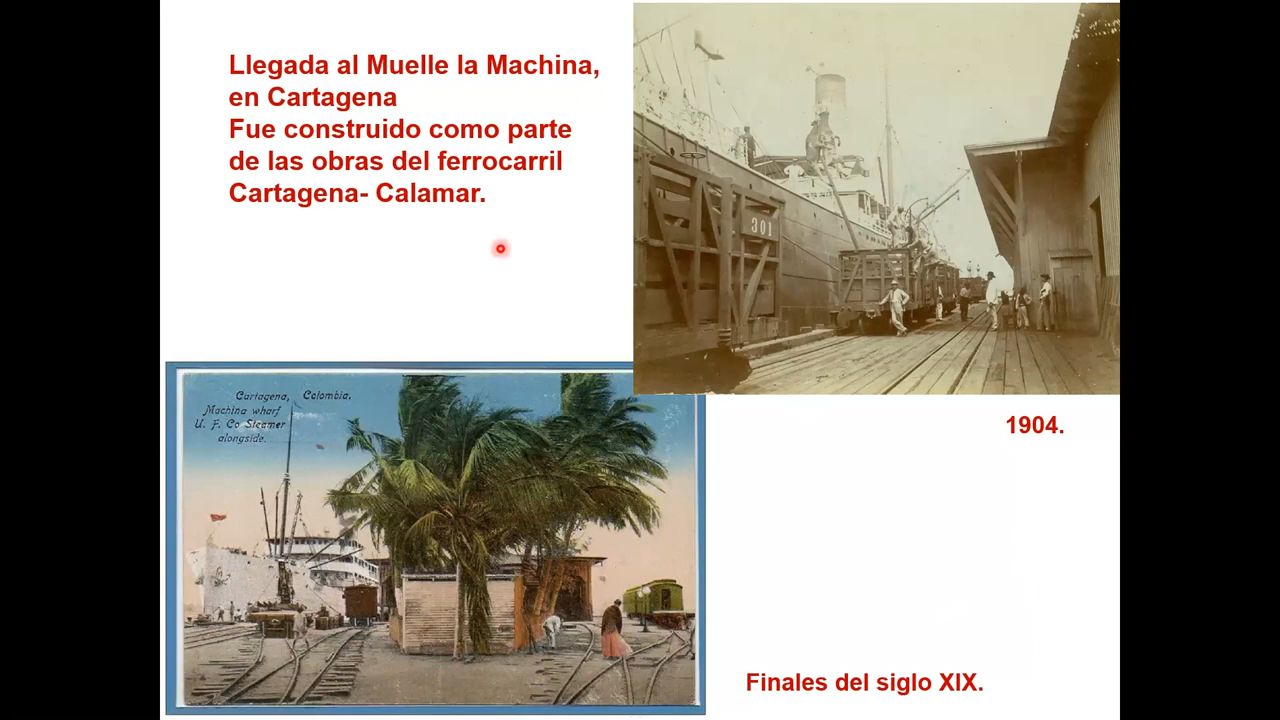 Llegada al Muelle la Machina,
en Cartagena
Fue construido como parte
de las obras del ferrocarril
Cartagena- Calamar.
301
1904.
Cartagena, Colombia.
Machina wharf
U. F. Co Steamer
alongside.
Finales del siglo XIX.